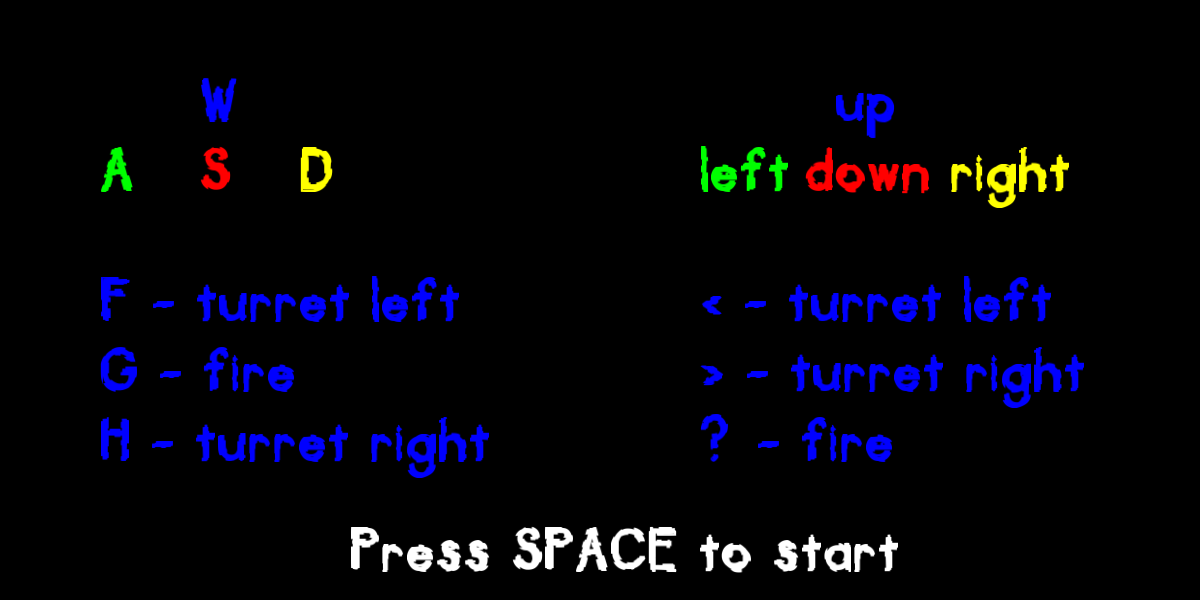 W
A S D
F - turret left
G - fire
H - turret right
up
left down right
< - turret left
> - turret right
? - fire
Press SPACE to start